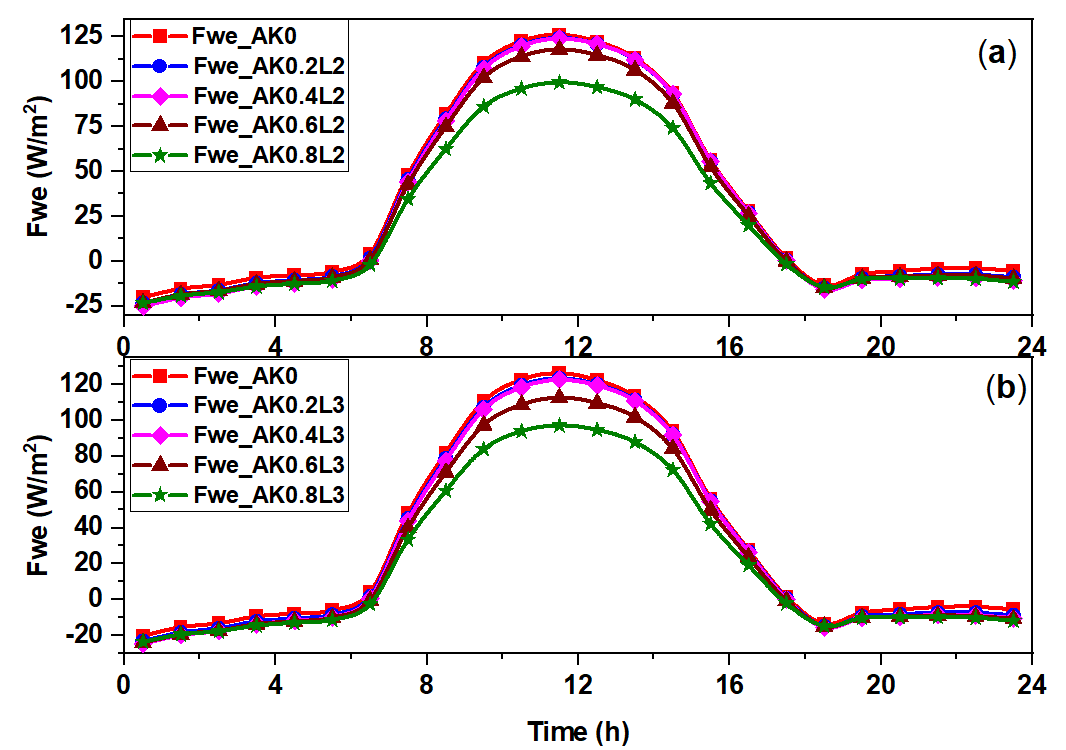 125
100
75
50
25
0
-25
Fwe (W/m²)
Fwe_AK0
Fwe_AK0.2L2
Fwe_AK0.4L2
Fwe_AK0.6L2
Fwe_AK0.8L2
(a)
0 4 8 12 16 20 24
120
100
80
60
40
20
0
-20
Fwe (W/m²)
Fwe_AK0
Fwe_AK0.2L3
Fwe_AK0.4L3
Fwe_AK0.6L3
Fwe_AK0.8L3
(b)
0 4 8 12 16 20 24
Time (h)